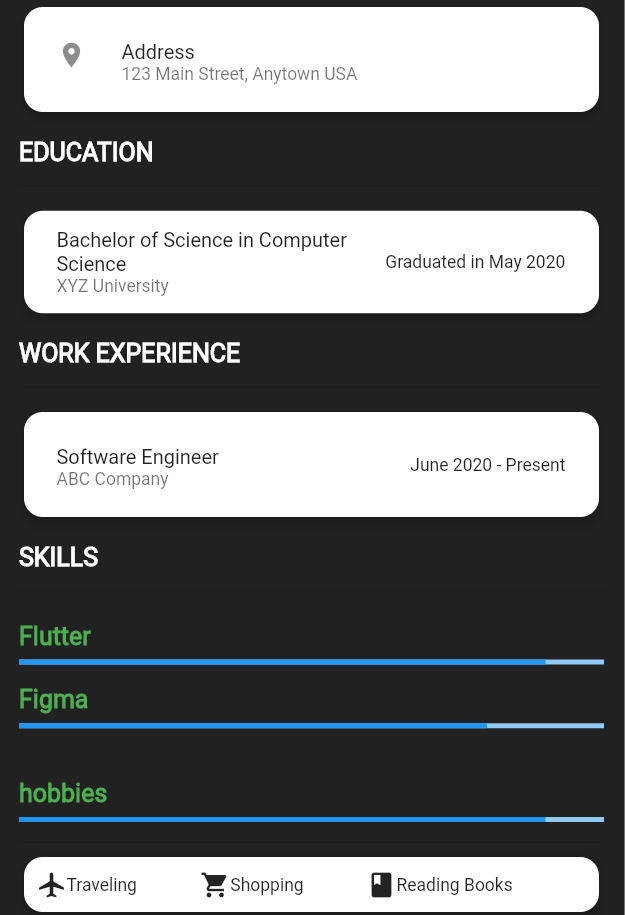 Address
123 Main Street, Anytown USA
EDUCATION
Bachelor of Science in Computer
Science
XYZ University
Graduated in May 2020
WORK EXPERIENCE
Software Engineer
ABC Company
June 2020 - Present
SKILLS
Flutter
Figma
hobbies
Traveling Shopping Reading Books